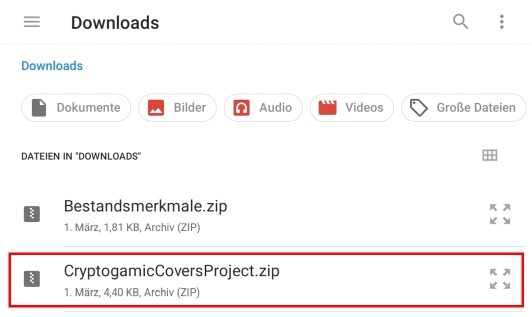 Downloads
Downloads
Dokumente Bilder Audio Videos Große Dateien
DATEIEN IN "DOWNLOADS"
Bestandsmerkmale.zip
1. März, 1,81 KB, Archiv (ZIP)
CryptogamicCoversProject.zip
1. März, 4,40 KB, Archiv (ZIP)